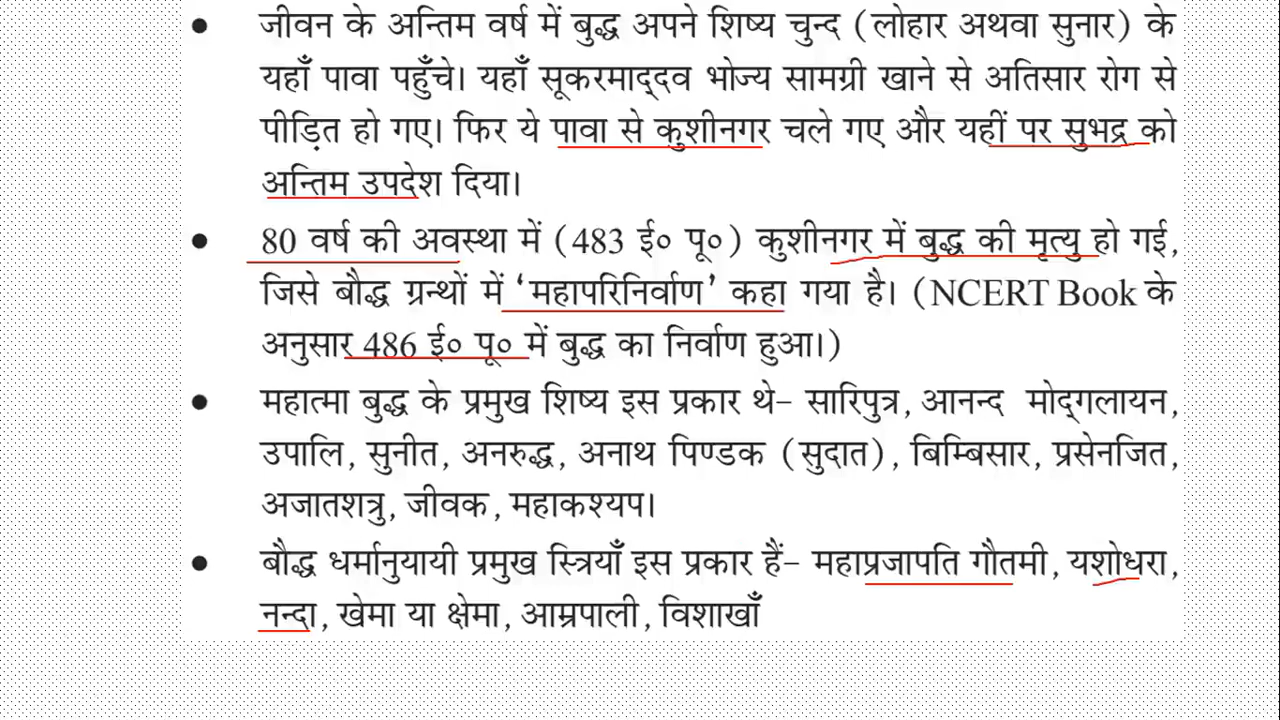 ● जीवन के अन्तिम वर्ष में बुद्ध अपने शिष्य चुन्द (लोहार अथवा सुनार) के
यहाँ पावा पहुँचे। यहाँ सूकरमाद्‌दव भोज्य सामग्री खाने से अतिसार रोग से
पीड़ित हो गए। फिर ये पावा से कुशीनगर चले गए और यहीं पर सुभद्र को
अन्तिम उपदेश दिया।
● 80 वर्ष की अवस्था में (483 ई० पू०) कुशीनगर में बुद्ध की मृत्यु हो गई,
जिसे बौद्ध ग्रन्थों में ‘महापरिनिर्वाण’ कहा गया है। (NCERT Book के
अनुसार 486 ई० पू० में बुद्ध का निर्वाण हुआ।)
● महात्मा बुद्ध के प्रमुख शिष्य इस प्रकार थे– सारिपुत्र, आनन्द मोद्‌गलायन,
उपालि, सुनीत, अनरुद्ध, अनाथ पिण्डक (सुदात), बिम्बिसार, प्रसेनजित,
अजातशत्रु, जीवक, महाकश्यप।
● बौद्ध धर्मानुयायी प्रमुख स्त्रियाँ इस प्रकार हैं– महाप्रजापति गौतमी, यशोधरा,
नन्दा, खेमा या क्षेमा, आम्रपाली, विशाखाँ